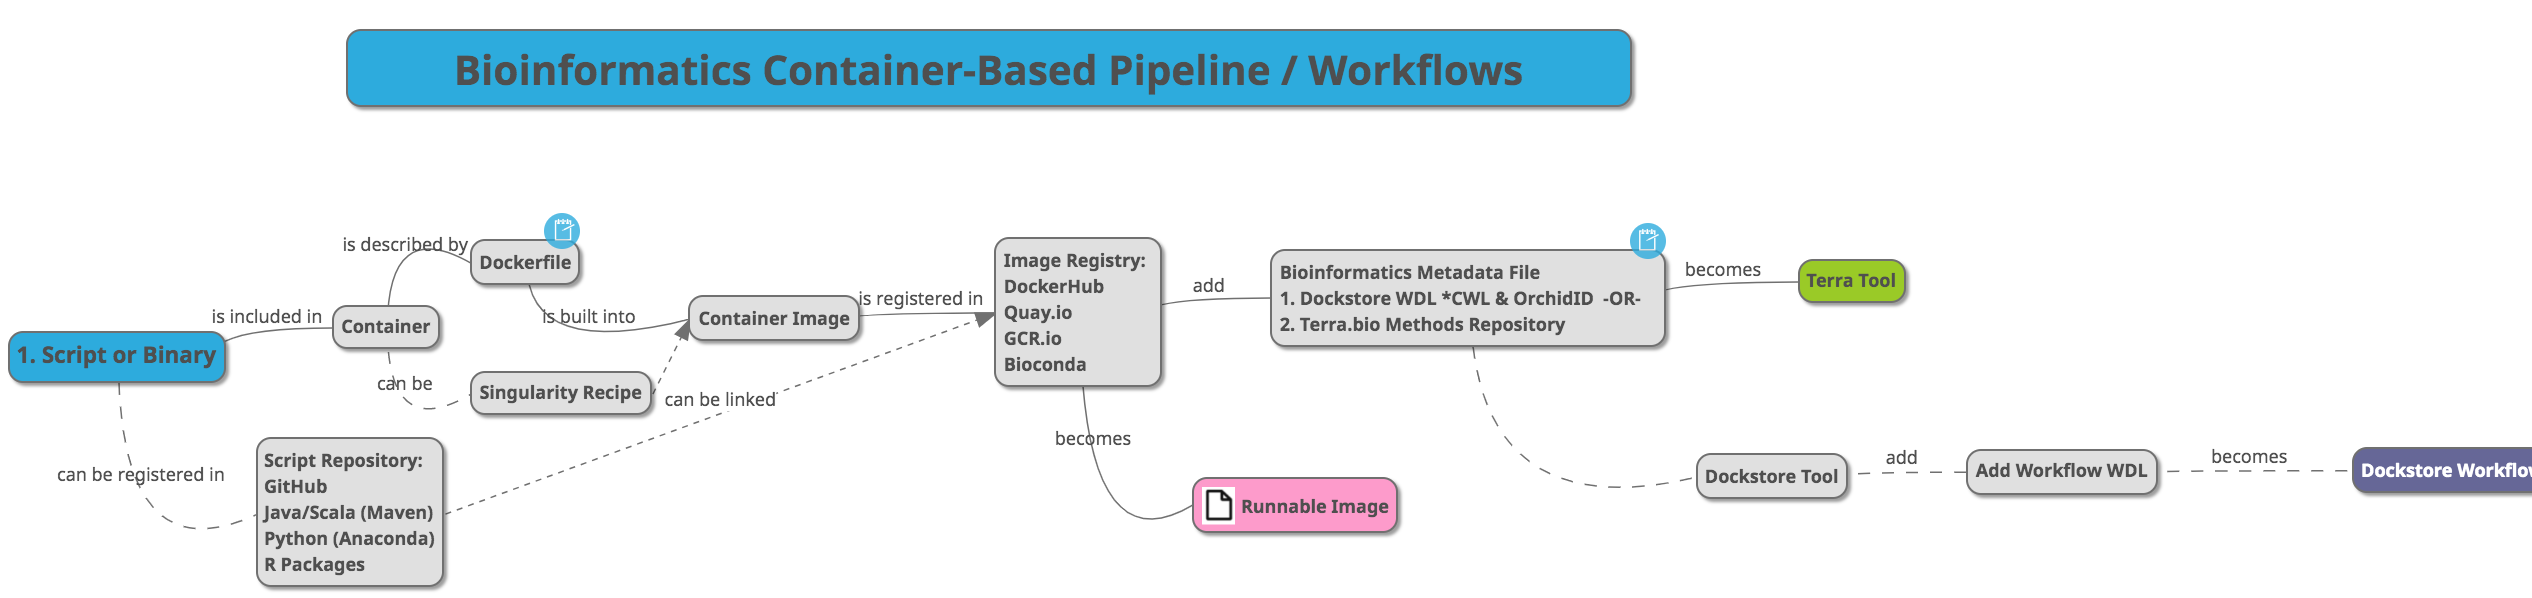 Bioinformatics Container-Based Pipeline / Workflows
is described by
Dockerfile
is included in
Container
is built into
Container Image
is registered in
1. Script or Binary
can be
Singularity Recipe
can be linked
can be registered in
Script Repository:
GitHub
Java/Scala (Maven)
Python (Anaconda)
R Packages
Image Registry:
DockerHub
Quay.io
GCR.io
Bioconda
becomes
Runnable Image
add
Bioinformatics Metadata File
1. Dockstore WDL *CWL & OrchidID -OR-
2. Terra.bio Methods Repository
becomes
Terra Tool
Dockstore Tool
add
Add Workflow WDL
becomes
Dockstore Workflow